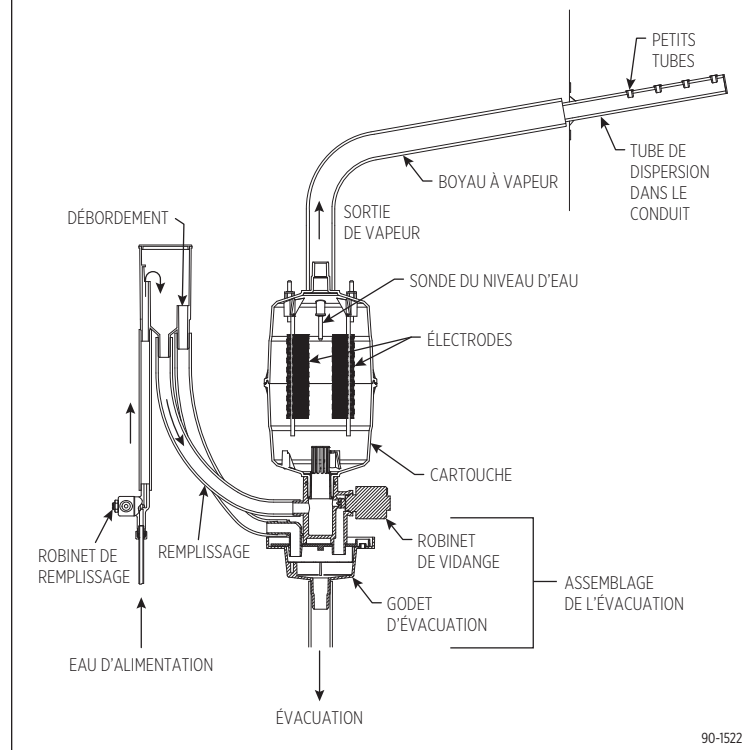 PETITS
TUBES
TUBE DE
DISPERSION
DANS LE
CONDUIT
BOYAU À VAPEUR
DÉBORDEMENT
SORTIE
DE VAPEUR
SONDE DU NIVEAU D'EAU
ÉLECTRODES
CARTOUCHE
ROBINET DE
REMPLISSAGE
REMPLISSAGE
ROBINET
DE VIDANGE
ASSEMBLAGE
DE L'ÉVACUATION
GODET
D'ÉVACUATION
EAU D'ALIMENTATION
ÉVACUATION
90-1522